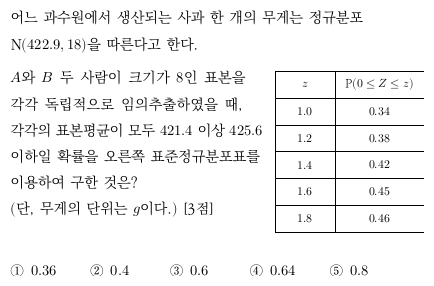 어느 과수원에서 생산되는 사과 한 개의 무게는 정규분포
N(422.9, 18)을 따른다고 한다.
A와 B 두 사람이 크기가 8인 표본을
각각 독립적으로 임의추출하였을 때,
각각의 표본평균이 모두 421.4 이상 425.6
이하일 확률을 오른쪽 표준정규분포표를
이용하여 구한 것은?
(단, 무게의 단위는 g이다.) [3점]
z P(0 ≤ Z ≤ z)
1.0 0.34
1.2 0.38
1.4 0.42
1.6 0.45
1.8 0.46
① 0.36 ② 0.4 ③ 0.6 ④ 0.64 ⑤ 0.8